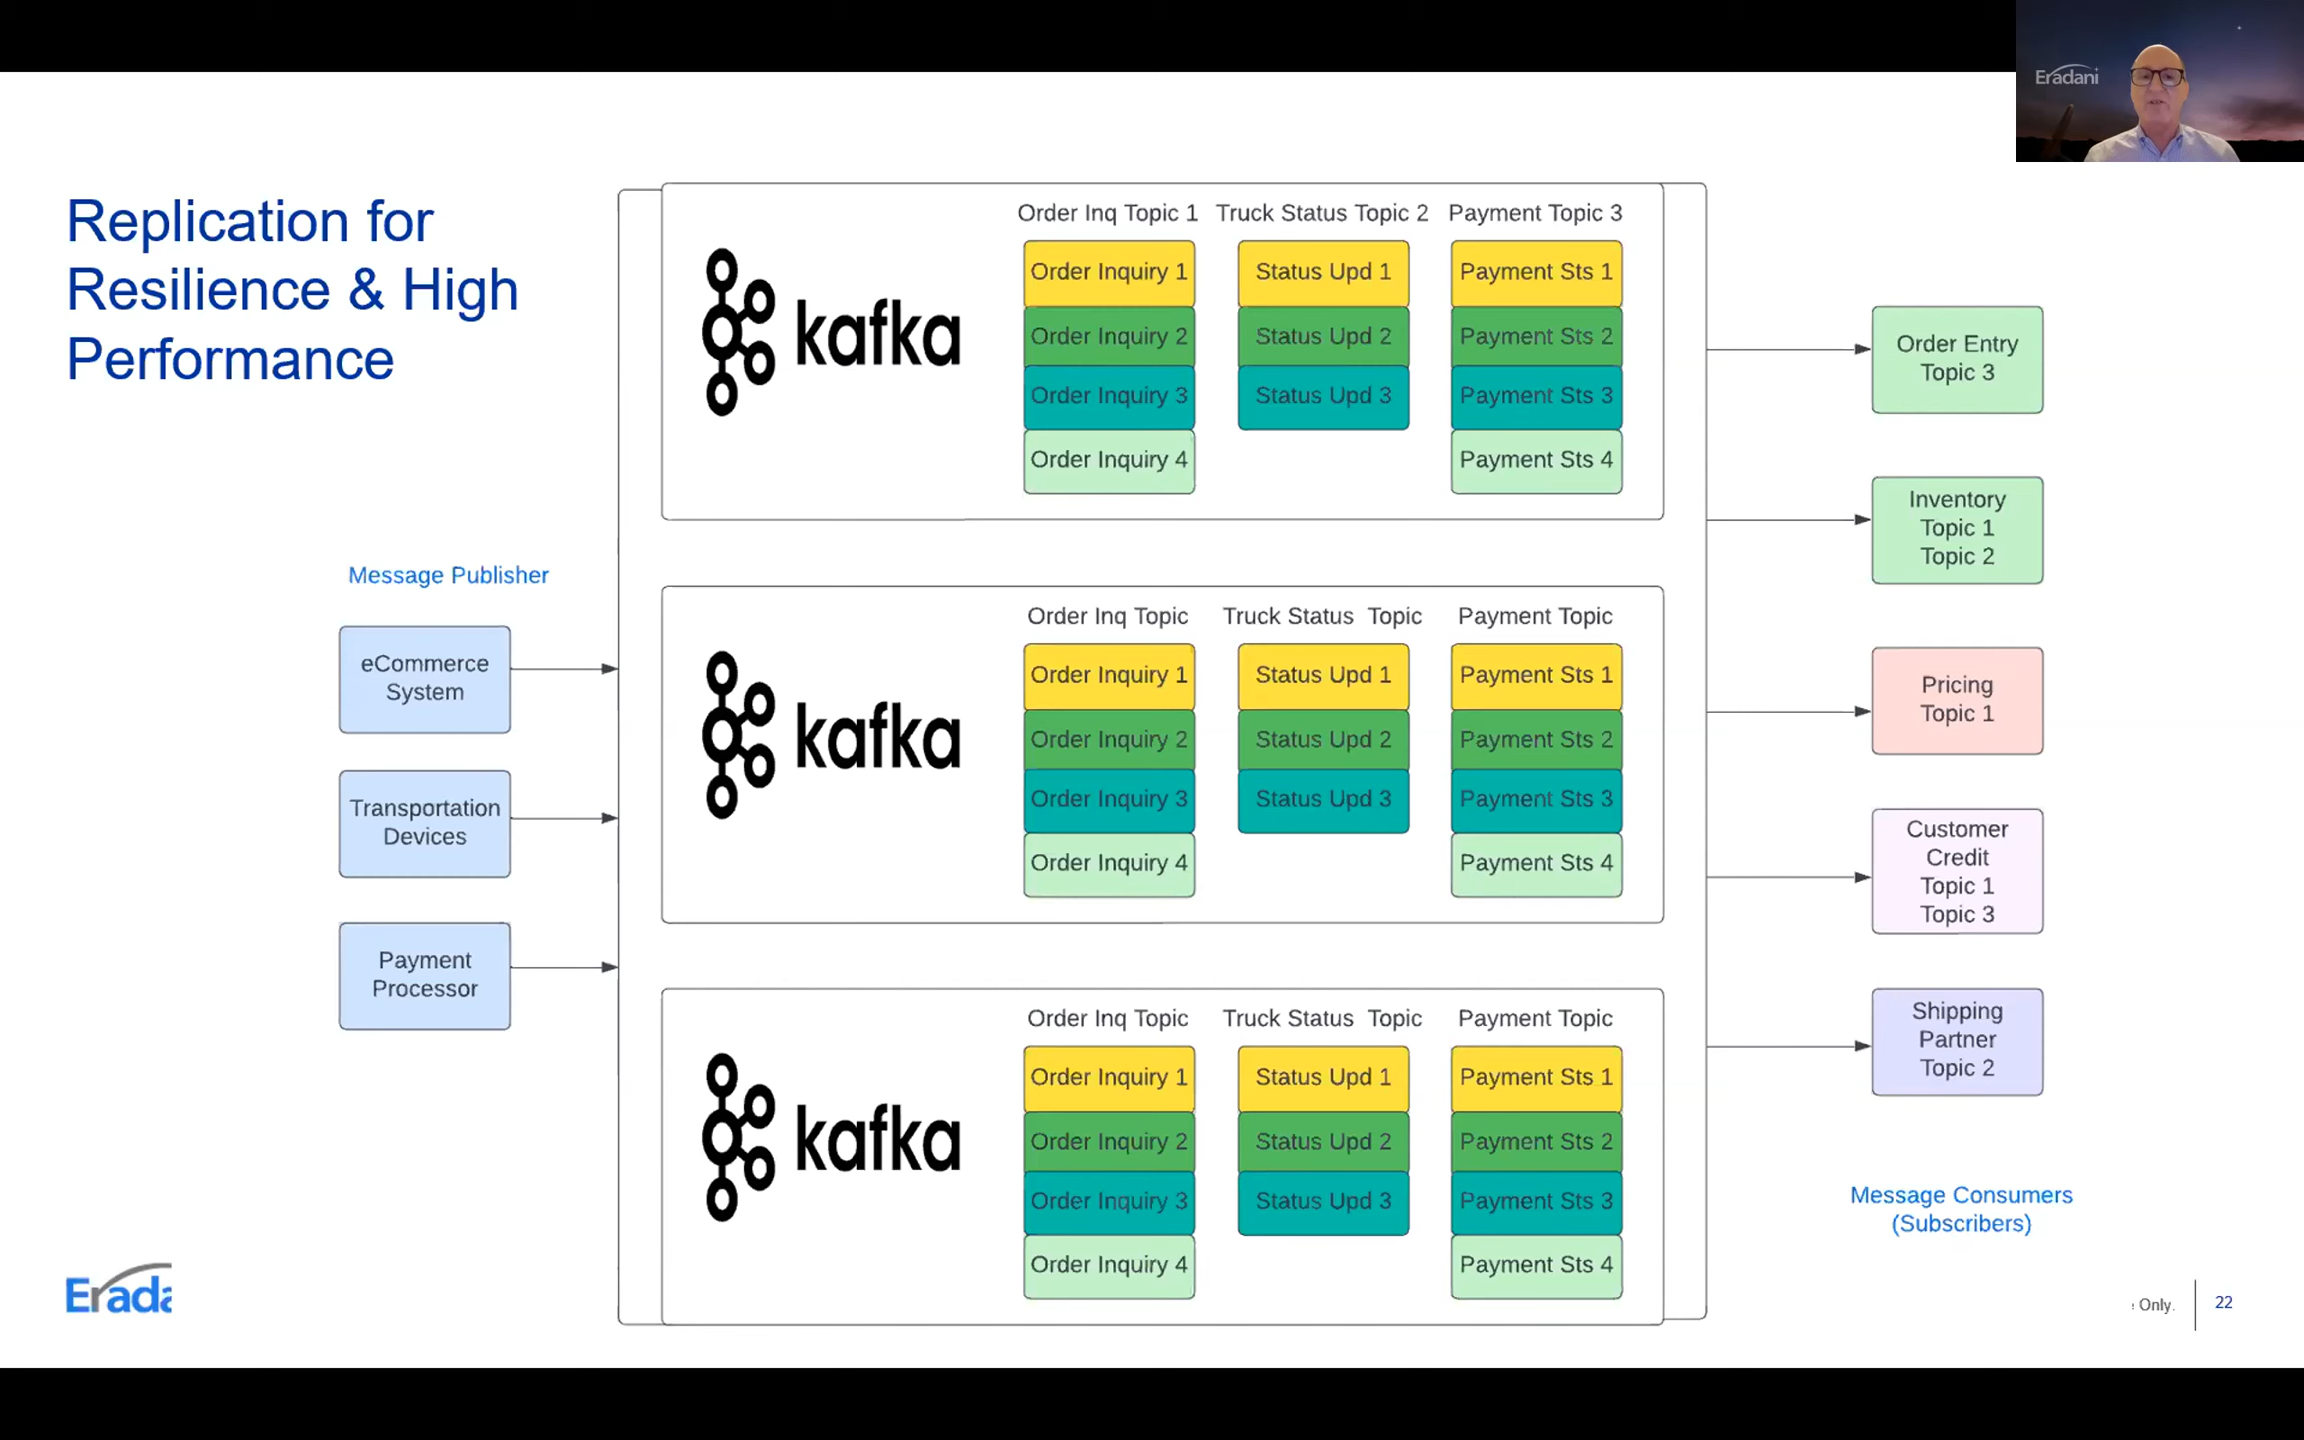 Eradani
Replication for
Resilience & High
Performance
Message Publisher
eCommerce
System
Transportation
Devices
Payment
Processor
Order Inq Topic 1 Truck Status Topic 2 Payment Topic 3
kafka
Order Inquiry 1 Status Upd 1 Payment Sts 1
Order Inquiry 2 Status Upd 2 Payment Sts 2
Order Inquiry 3 Status Upd 3 Payment Sts 3
Order Inquiry 4 Payment Sts 4
Order Inq Topic Truck Status Topic Payment Topic
kafka
Order Inquiry 1 Status Upd 1 Payment Sts 1
Order Inquiry 2 Status Upd 2 Payment Sts 2
Order Inquiry 3 Status Upd 3 Payment Sts 3
Order Inquiry 4 Payment Sts 4
Order Inq Topic Truck Status Topic Payment Topic
kafka
Order Inquiry 1 Status Upd 1 Payment Sts 1
Order Inquiry 2 Status Upd 2 Payment Sts 2
Order Inquiry 3 Status Upd 3 Payment Sts 3
Order Inquiry 4 Payment Sts 4
Order Entry
Topic 3
Inventory
Topic 1
Topic 2
Pricing
Topic 1
Customer
Credit
Topic 1
Topic 3
Shipping
Partner
Topic 2
Message Consumers
(Subscribers)
Only.
22